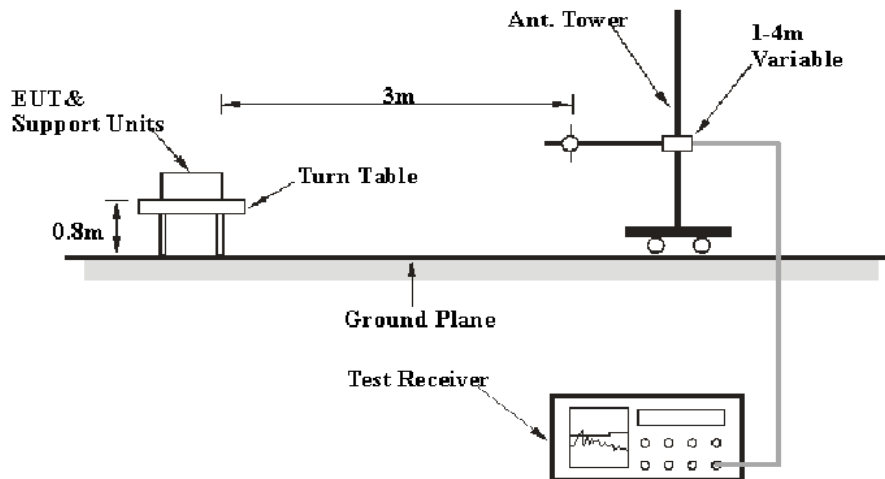 Ant. Tower
1-4m
Variable
3m
EUT&
Support Units
Turn Table
0.8m
Ground Plane
Test Receiver